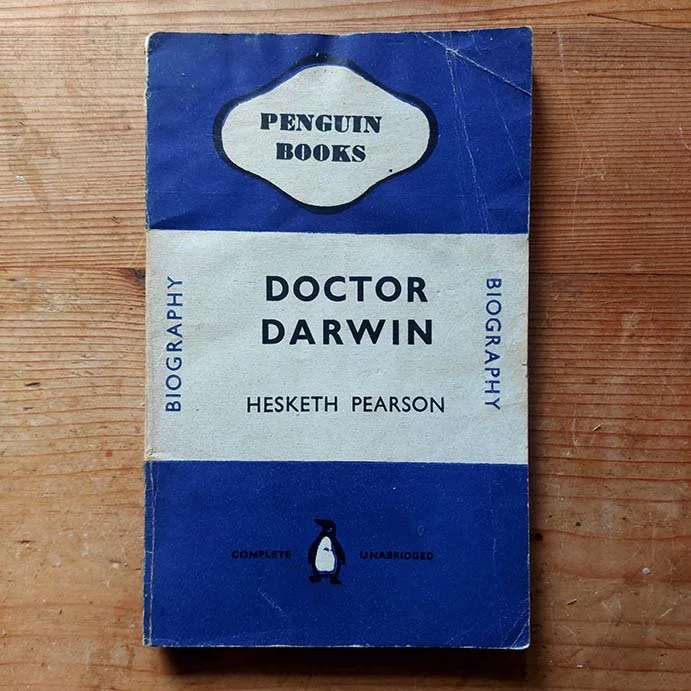 PENGUIN
BOOKS
BIOGRAPHY
DOCTOR
DARWIN
HESKETH PEARSON
BIOGRAPHY
COMPLETE UNABRIDGED